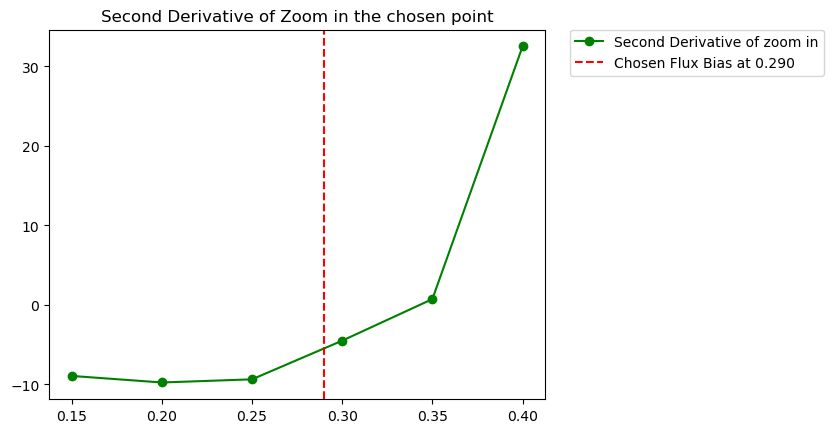 Second Derivative of Zoom in the chosen point
Second Derivative of zoom in
Chosen Flux Bias at 0.290
30
20
10
0
−10
0.15 0.20 0.25 0.30 0.35 0.40